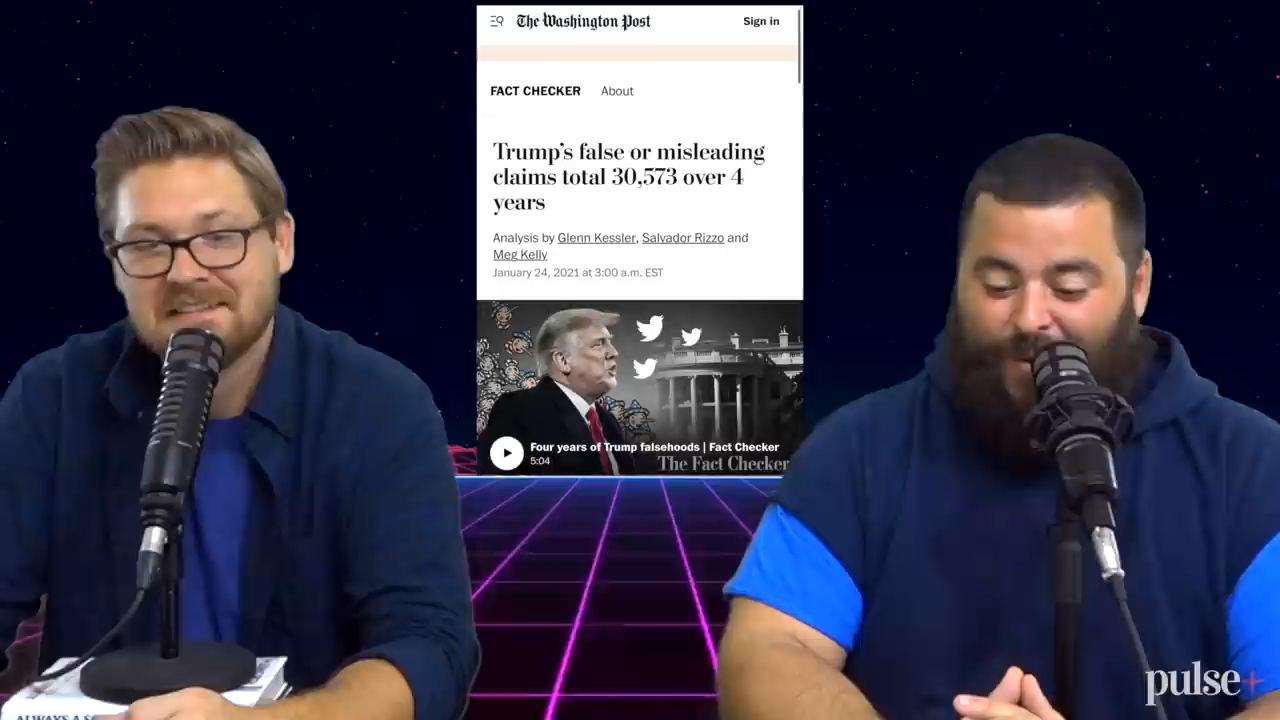 The Washington Post
Sign in
FACT CHECKER About
Trump's false or misleading
claims total 30,573 over 4
years
Analysis by Glenn Kessler, Salvador Rizzo and
Meg Kelly
January 24, 2021 at 3:00 a.m. EST
Four years of Trump falsehoods | Fact Checker
5:04
The Fact Checker
pulse+
ALWAYS A